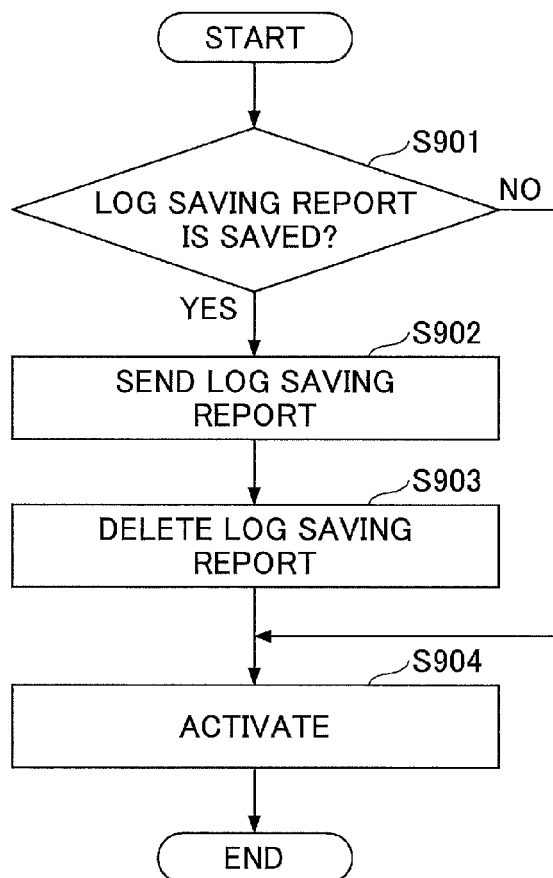 START
S901
LOG SAVING REPORT
IS SAVED?
NO
YES
S902
SEND LOG SAVING
REPORT
S903
DELETE LOG SAVING
REPORT
S904
ACTIVATE
END